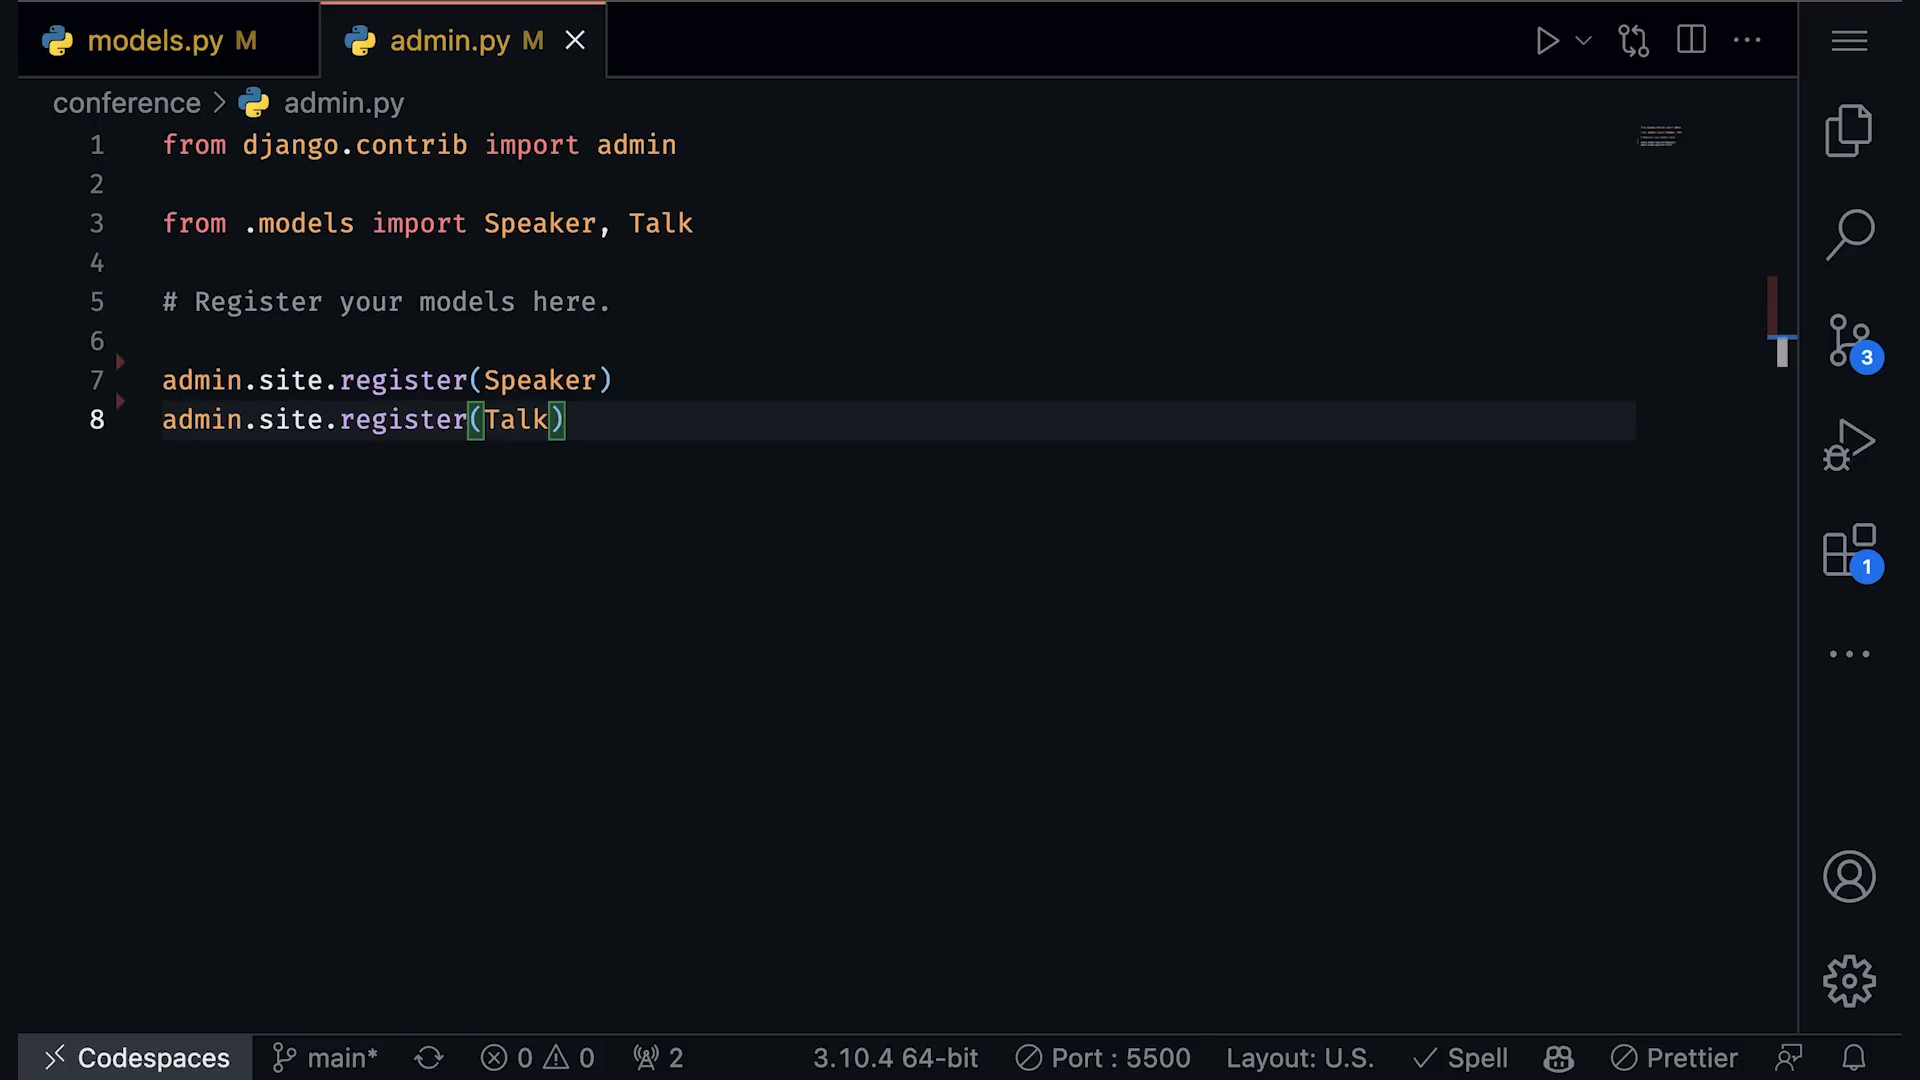 models.py M
admin.py M
conference > admin.py
1 from django.contrib import admin
2
3 from .models import Speaker, Talk
4
5 # Register your models here.
6
7 admin.site.register(Speaker)
8 admin.site.register(Talk)
3
1
Codespaces main* 0 0 2 3.10.4 64-bit Port : 5500 Layout: U.S. Spell Prettier